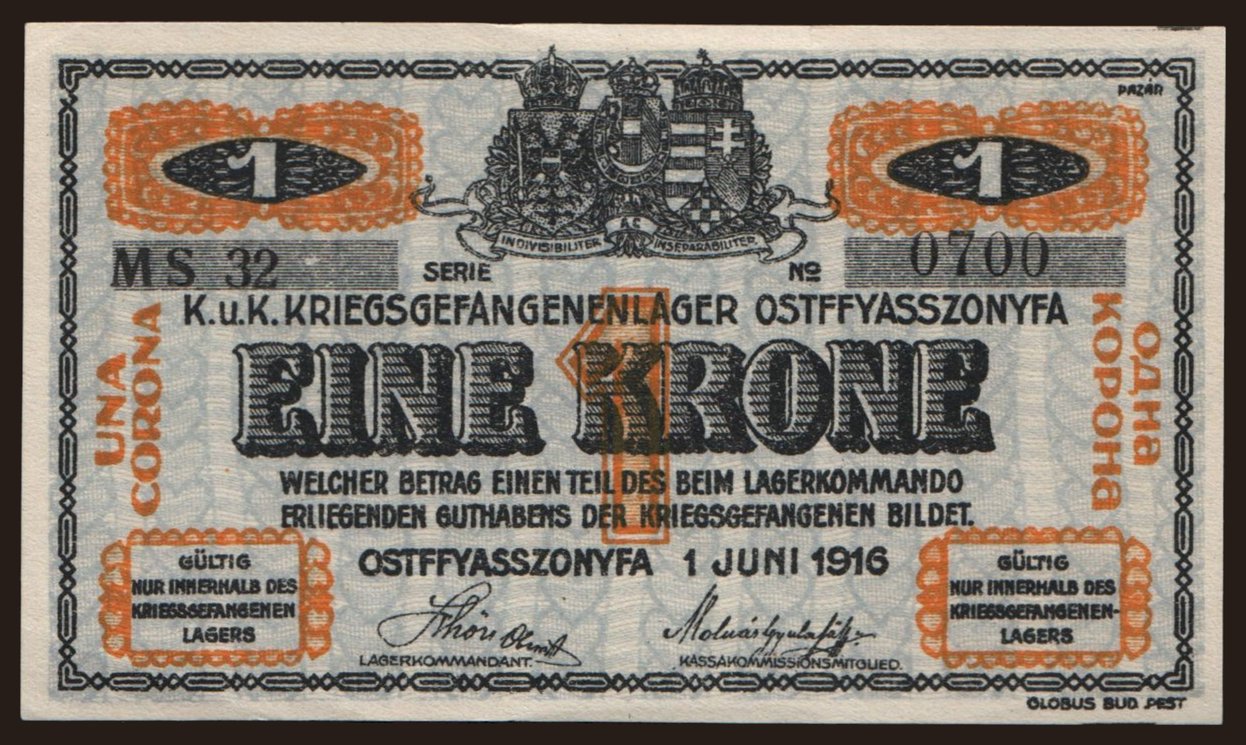 PAZÁR
1 1
INDIVISIBILITER AC INSEPARABILITER
MS 32 SERIE No 0700
K.u.K. KRIEGSGEFANGENENLAGER OSTFFYASSZONYFA
1
EINE KRONE
UNA
CORONA
ОДНА
КОРОНА
WELCHER BETRAG EINEN TEIL DES BEIM LAGERKOMMANDO
ERLIEGENDEN GUTHABENS DER KRIEGSGEFANGENEN BILDET.
OSTFFYASSZONYFA 1 JUNI 1916
GÜLTIG
NUR INNERHALB DES
KRIEGSGEFANGENEN
LAGERS
LAGERKOMMANDANT.
KASSAKOMMISSIONSMITGLIED.
GÜLTIG
NUR INNERHALB DES
KRIEGSGEFANGENEN-
LAGERS
GLOBUS BUD.PEST